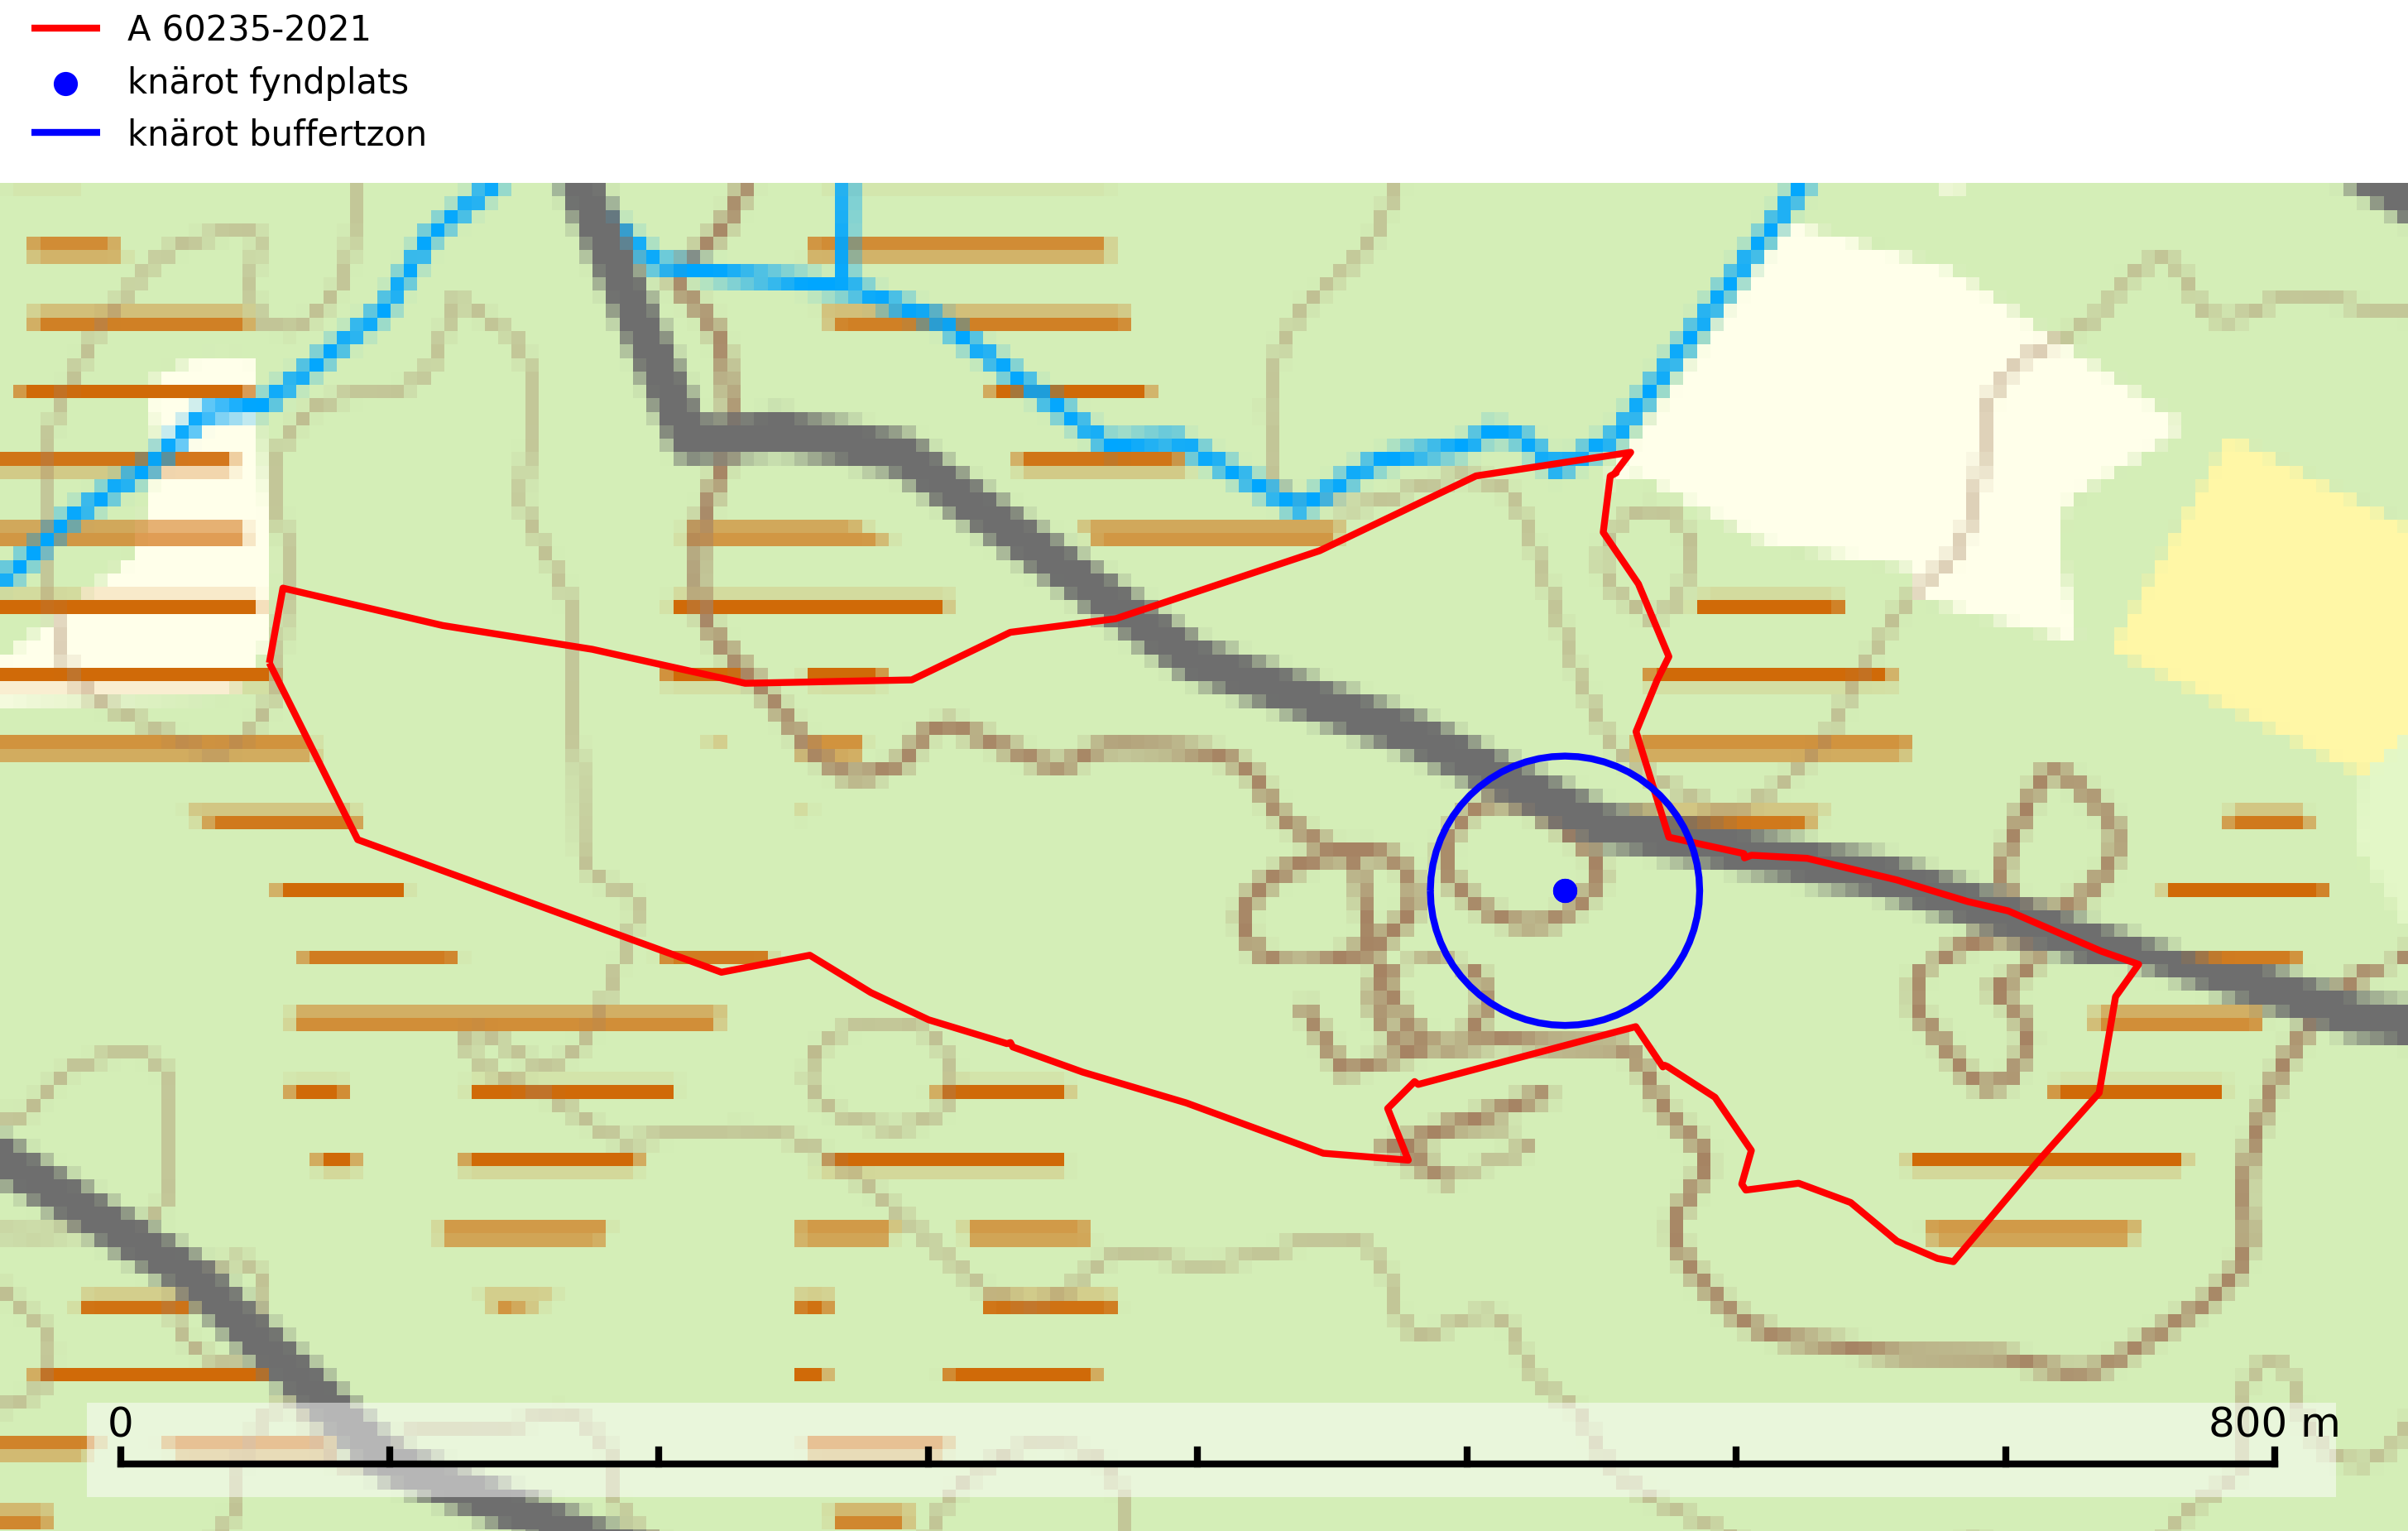 A 60235-2021
knärot fyndplats
knärot buffertzon
0 800 m